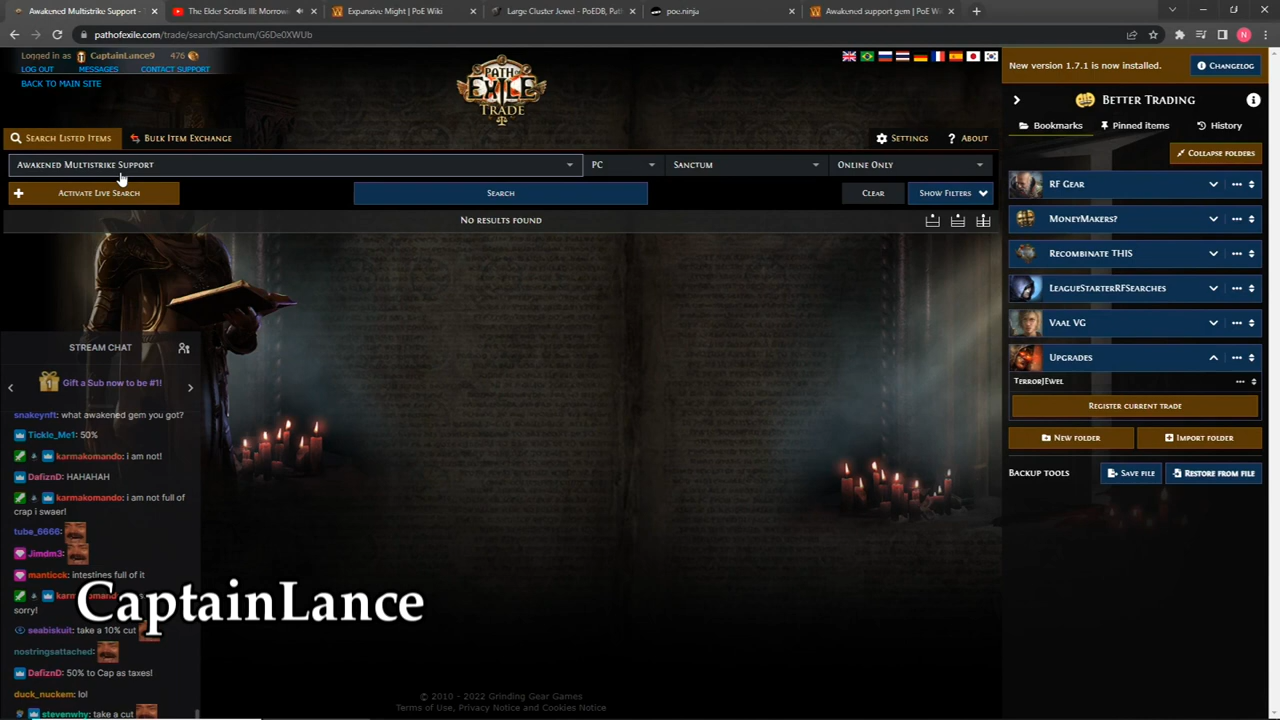 Awakened Multistrike Support -
The Elder Scrolls III: Morrow
Expansive Might | PoE Wiki
Large Cluster Jewel - PoEDB, Path
poe.ninja
Awakened support gem | PoE Wi
pathofexile.com/trade/search/Sanctum/G6De0XWUb
Logged in as CaptainLance9 476
LOG OUT MESSAGES CONTACT SUPPORT
BACK TO MAIN SITE
PATH OF EXILE TRADE
New version 1.7.1 is now installed. Changelog
Better Trading
Bookmarks Pinned items History
Search Listed Items Bulk Item Exchange Settings About
Awakened Multistrike Support PC Sanctum Online Only
Collapse folders
Activate Live Search Search Clear Show Filters
No results found
RF Gear
MoneyMakers?
Recombinate THIS
LeagueStarterRFSearches
Vaal VG
Upgrades
TerrorJewel
Register current trade
New folder Import folder
Backup tools Save file Restore from file
STREAM CHAT
Gift a Sub now to be #1!
snakeynft: what awakened gem you got?
Tickle_Me1: 50%
karmakomando: i am not!
DafiznD: HAHAHAH
karmakomando: i am not full of
crap i swaer!
tube_6666:
Jimdm3:
manticck: intestines full of it
sorry!
CaptainLance
seabiskuit: take a 10% cut
nostringsattached:
DafiznD: 50% to Cap as taxes!
duck_nuckem: lol
stevenwhy: take a cut
© 2010 - 2022 Grinding Gear Games
Terms of Use, Privacy Notice and Cookies Notice